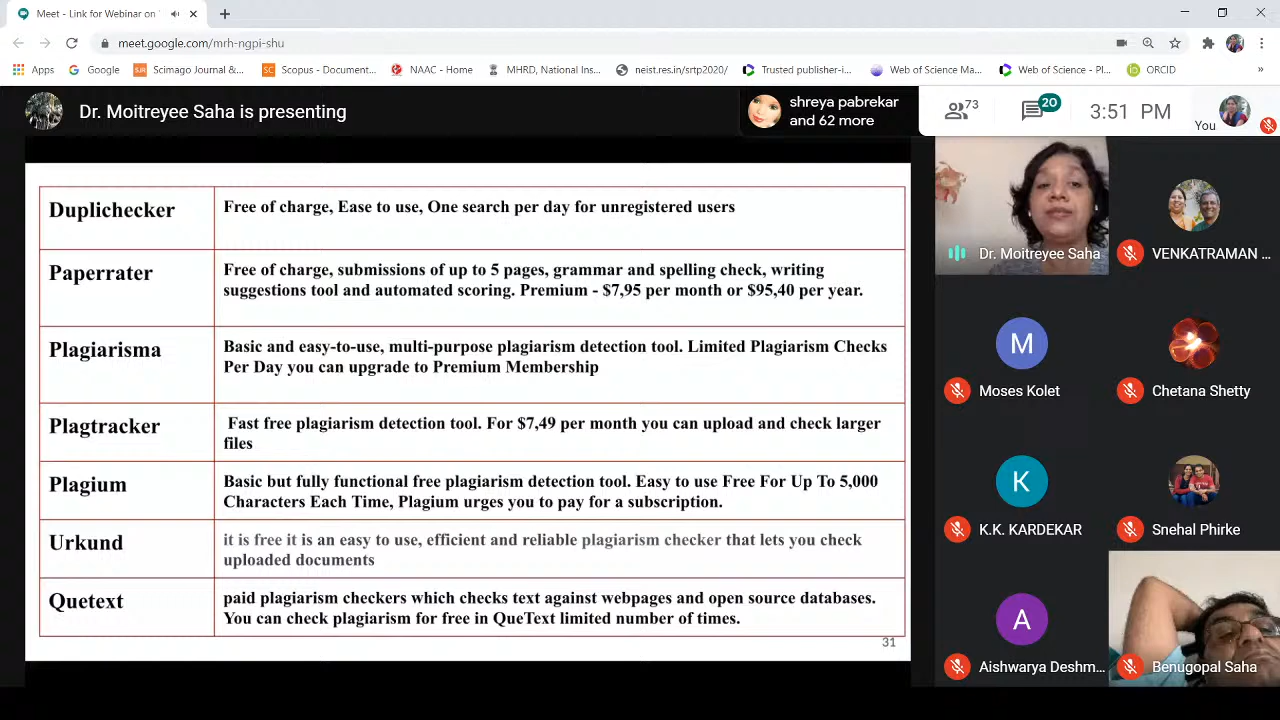 Meet - Link for Webinar on "
meet.google.com/mrh-ngpi-shu
Apps
Google
Scimago Journal &...
Scopus - Document...
NAAC - Home
MHRD, National Ins...
neist.res.in/srtp2020/
Trusted publisher-i...
Web of Science Ma...
Web of Science - Pl...
ORCID
»
Dr. Moitreyee Saha is presenting
shreya pabrekar
and 62 more
73
20
3:51 PM
You
Duplichecker
Free of charge, Ease to use, One search per day for unregistered users
Paperrater
Free of charge, submissions of up to 5 pages, grammar and spelling check, writing
suggestions tool and automated scoring. Premium - $7,95 per month or $95,40 per year.
Plagiarisma
Basic and easy-to-use, multi-purpose plagiarism detection tool. Limited Plagiarism Checks
Per Day you can upgrade to Premium Membership
Plagtracker
Fast free plagiarism detection tool. For $7,49 per month you can upload and check larger
files
Plagium
Basic but fully functional free plagiarism detection tool. Easy to use Free For Up To 5,000
Characters Each Time, Plagium urges you to pay for a subscription.
Urkund
it is free it is an easy to use, efficient and reliable plagiarism checker that lets you check
uploaded documents
Quetext
paid plagiarism checkers which checks text against webpages and open source databases.
You can check plagiarism for free in QueText limited number of times.
31
Dr. Moitreyee Saha
VENKATRAMAN ...
M
Moses Kolet
Chetana Shetty
K
K.K. KARDEKAR
Snehal Phirke
A
Aishwarya Deshm...
Benugopal Saha